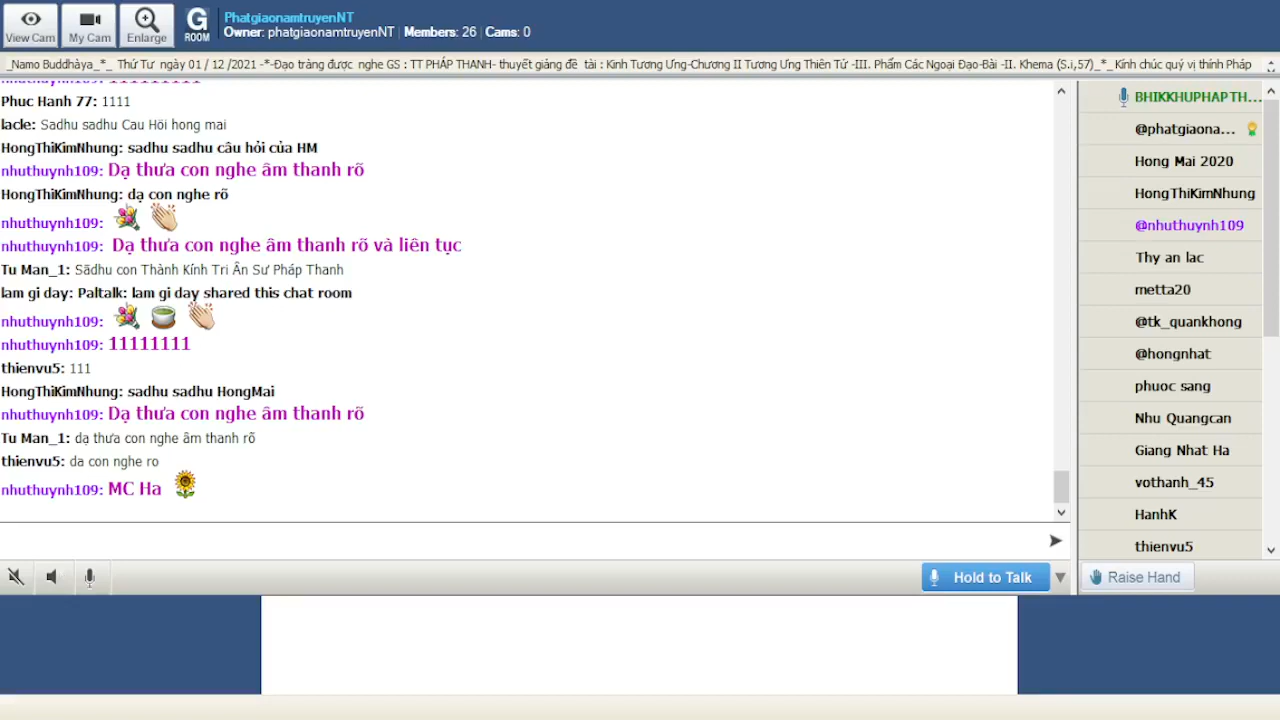 View Cam
My Cam
Enlarge
G
ROOM
PhatgiaonamtruyenNT
Owner: phatgiaonamtruyenNT | Members: 26 | Cams: 0
_Namo Buddhàya_*_ Thứ Tư ngày 01 / 12 /2021 -*-Đạo tràng được nghe GS : TT PHÁP THANH- thuyết giảng đề tài : Kinh Tương Ưng-Chương II Tương Ưng Thiên Tử -III. Phẩm Các Ngoại Đạo-Bài -II. Khema (S.i,57)_*_Kính chúc quý vị thính Pháp
Phuc Hanh 77: 1111
lacle: Sadhu sadhu Cau Höi hong mai
HongThiKimNhung: sadhu sadhu câu hỏi của HM
nhuthuynh109: Dạ thưa con nghe âm thanh rõ
HongThiKimNhung: dạ con nghe rõ
nhuthuynh109:
nhuthuynh109: Dạ thưa con nghe âm thanh rõ và liên tục
Tu Man_1: Sãdhu con Thành Kính Tri Ân Sư Pháp Thanh
lam gi day: Paltalk: lam gi day shared this chat room
nhuthuynh109:
nhuthuynh109: 11111111
thienvu5: 111
HongThiKimNhung: sadhu sadhu HongMai
nhuthuynh109: Dạ thưa con nghe âm thanh rõ
Tu Man_1: dạ thưa con nghe âm thanh rõ
thienvu5: da con nghe ro
nhuthuynh109: MC Ha
Hold to Talk
BHIKKHUPHAPTH...
@phatgiaona...
Hong Mai 2020
HongThiKimNhung
@nhuthuynh109
Thy an lac
metta20
@tk_quankhong
@hongnhat
phuoc sang
Nhu Quangcan
Giang Nhat Ha
vothanh_45
HanhK
thienvu5
Raise Hand